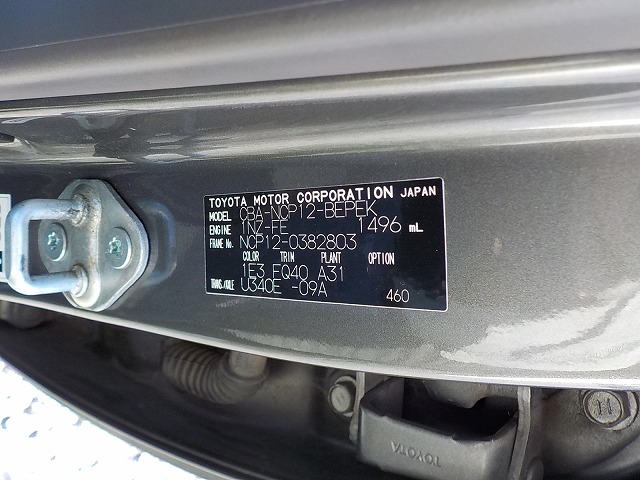 TOYOTA MOTOR CORPORATION JAPAN
MODEL CBA-NCP12-BEPEK
ENGINE 1NZ-FE 1496 mL
FRAME No. NCP12-0382803
COLOR TRIM PLANT OPTION
1E3 FQ40 A31
TRANS./AXLE U340E -09A
460
TOYOTA
11